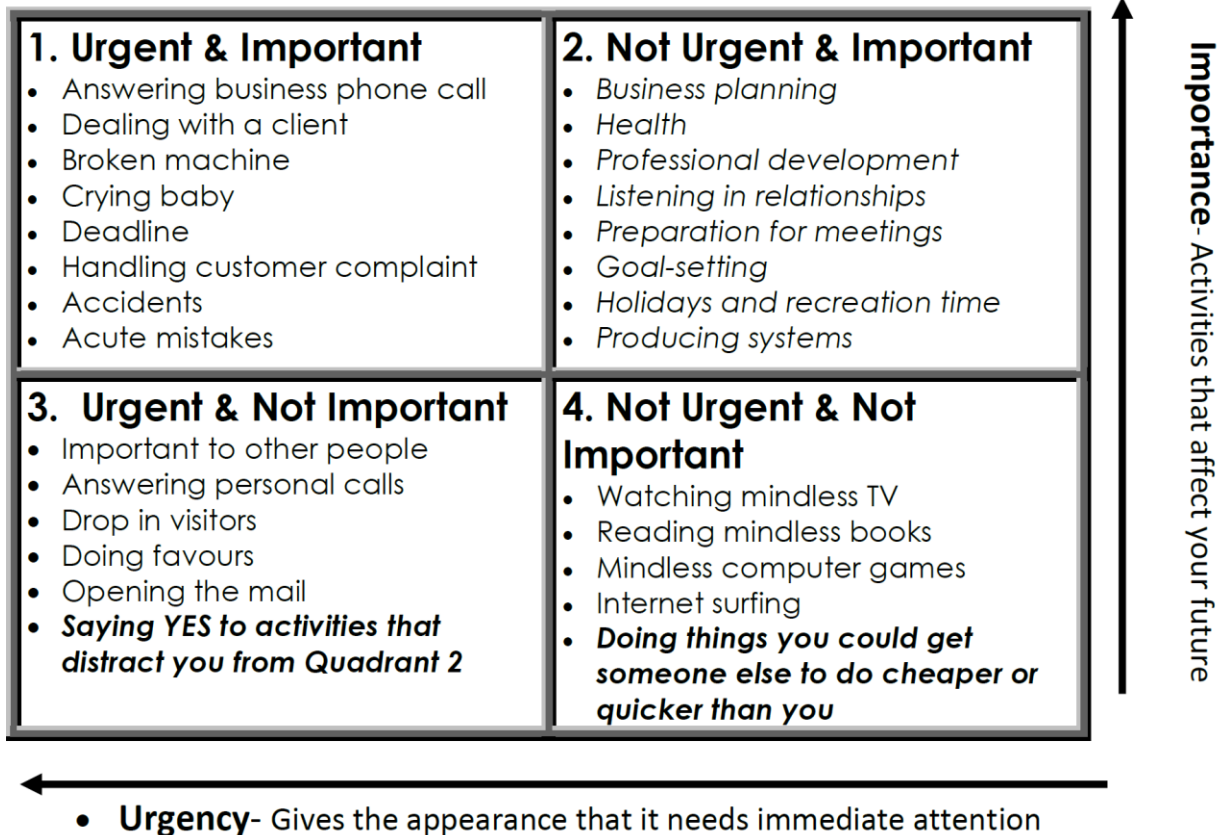 1. Urgent & Important
• Answering business phone call
• Dealing with a client
• Broken machine
• Crying baby
• Deadline
• Handling customer complaint
• Accidents
• Acute mistakes
2. Not Urgent & Important
• Business planning
• Health
• Professional development
• Listening in relationships
• Preparation for meetings
• Goal-setting
• Holidays and recreation time
• Producing systems
3. Urgent & Not Important
• Important to other people
• Answering personal calls
• Drop in visitors
• Doing favours
• Opening the mail
• Saying YES to activities that
distract you from Quadrant 2
4. Not Urgent & Not
Important
• Watching mindless TV
• Reading mindless books
• Mindless computer games
• Internet surfing
• Doing things you could get
someone else to do cheaper or
quicker than you
Importance- Activities that affect your future
• Urgency- Gives the appearance that it needs immediate attention